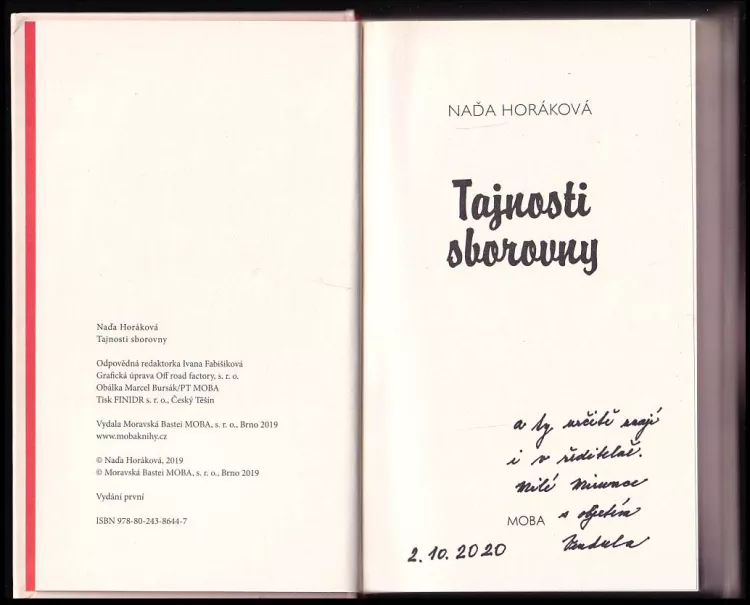 Naďa Horáková
Tajnosti sborovny
Odpovědná redaktorka Ivana Fabišiková
Grafická úprava Off road factory, s. r. o.
Obálka Marcel Bursák/PT MOBA
Tisk FINIDR s. r. o., Český Těšín
Vydala Moravská Bastei MOBA, s. r. o., Brno 2019
www.mobaknihy.cz
© Naďa Horáková, 2019
© Moravská Bastei MOBA, s. r. o., Brno 2019
Vydání první
ISBN 978-80-243-8644-7
NAĎA HORÁKOVÁ
Tajnosti
sborovny
a ty určitě mají
i v ředitelně.
Milé
s objetím
MOBA
2.10.2020